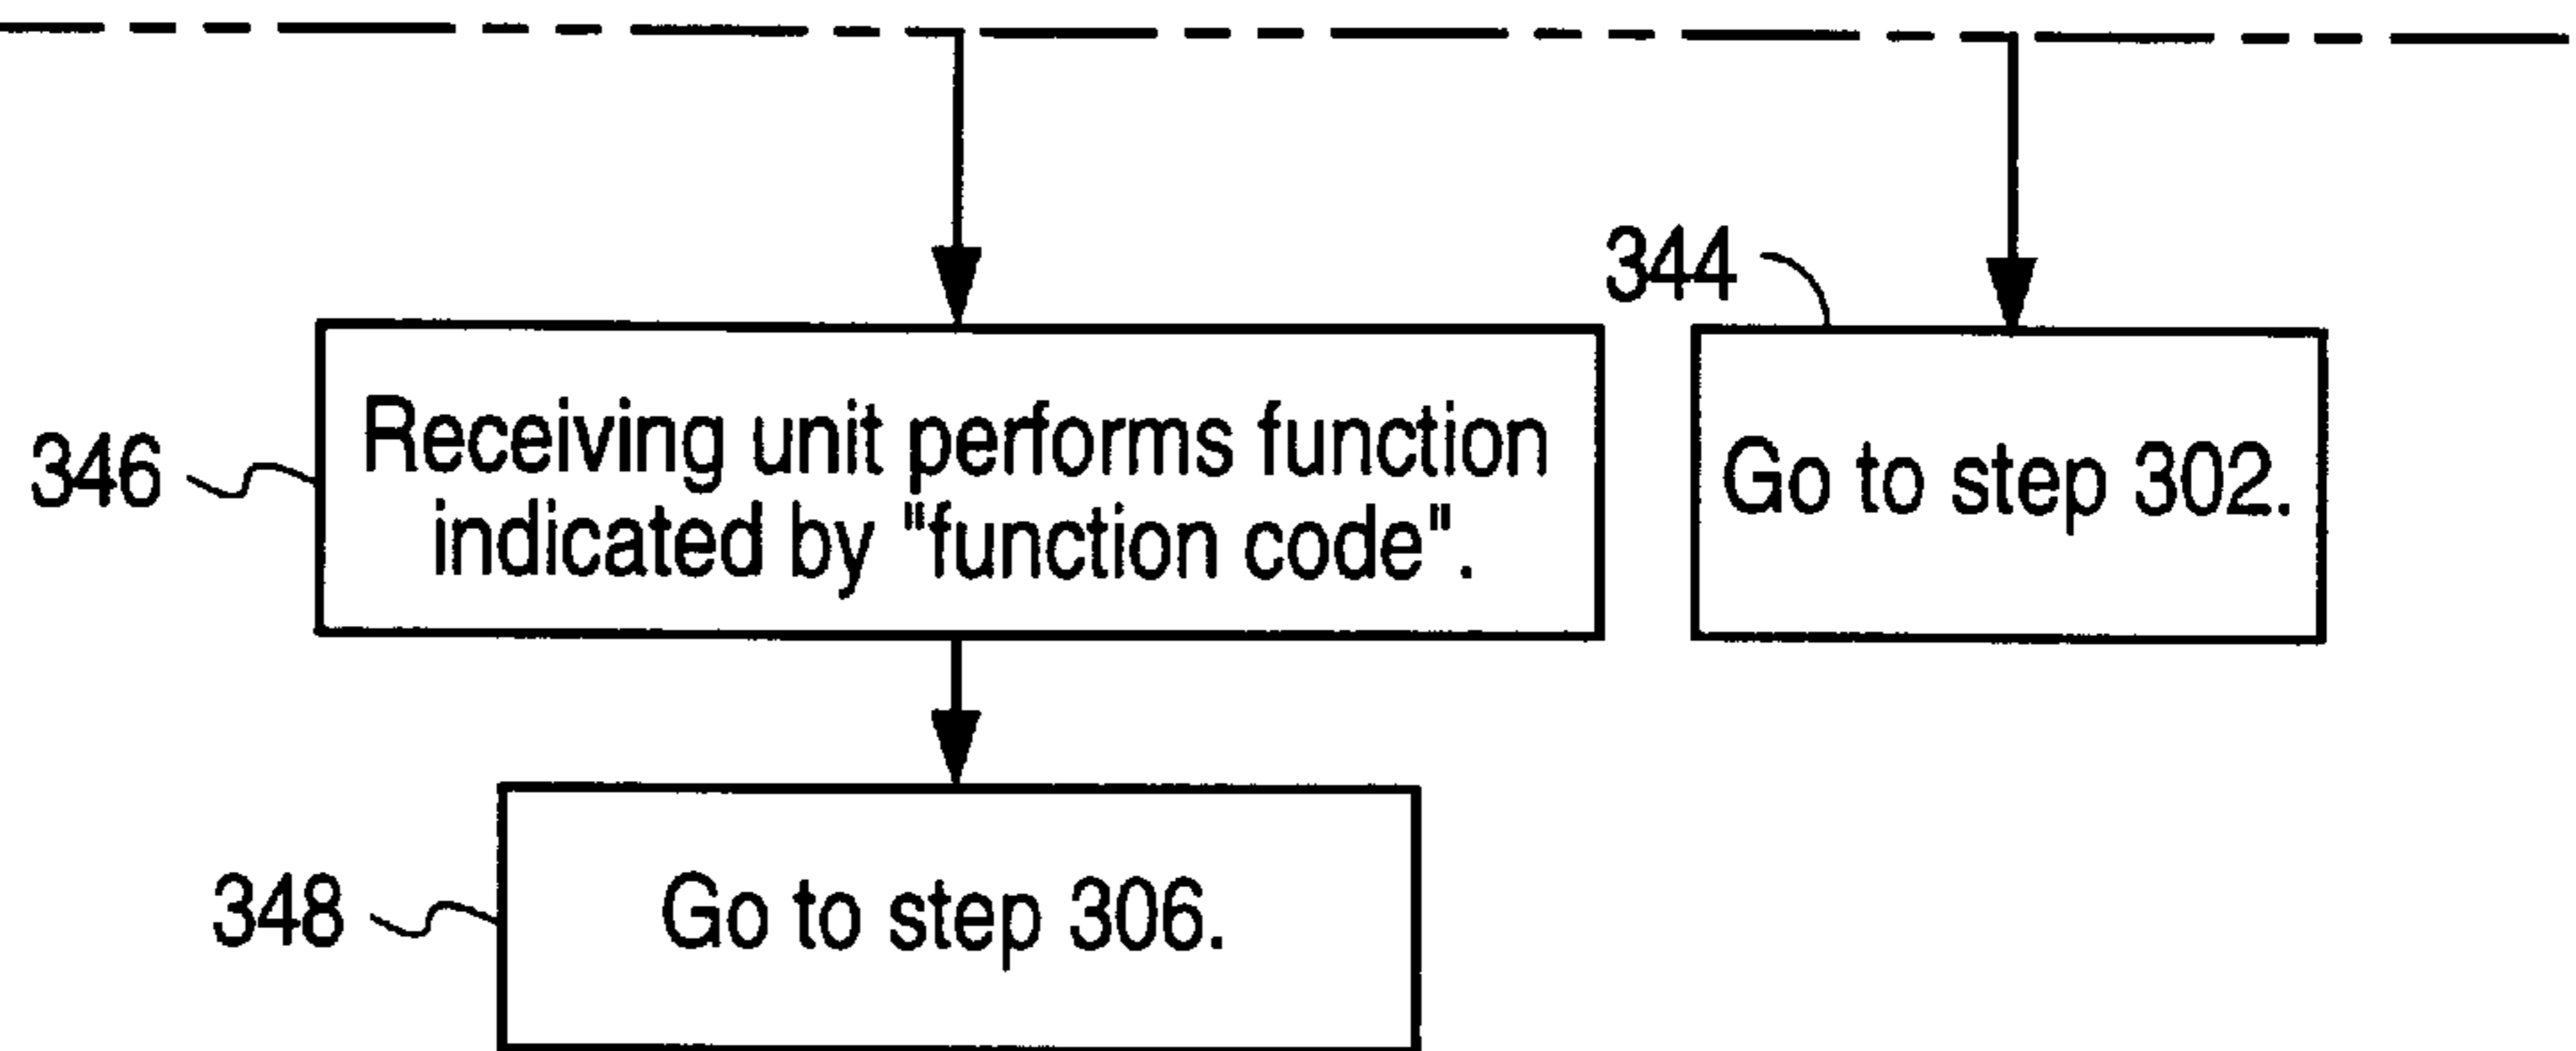 344
346
Receiving unit performs function
indicated by "function code".
Go to step 302.
348
Go to step 306.